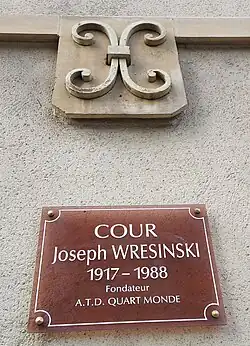 COUR
Joseph WRESINSKI
1917 – 1988
Fondateur
A.T.D. QUART MONDE